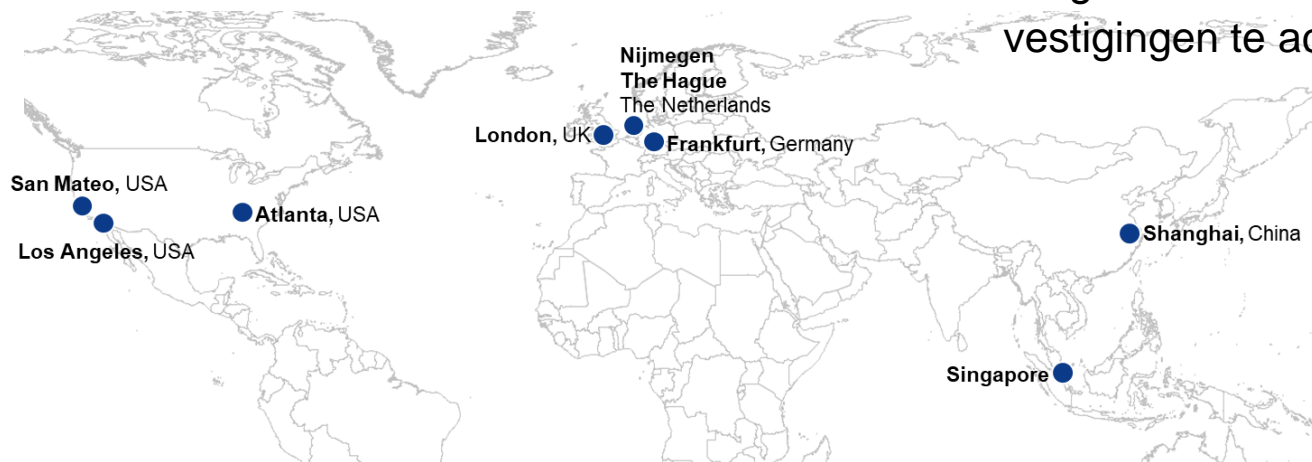 vestigingen te
Nijmegen
The Hague
The Netherlands
London, UK
Frankfurt, Germany
San Mateo, USA
Atlanta, USA
Los Angeles, USA
Shanghai, China
Singapore